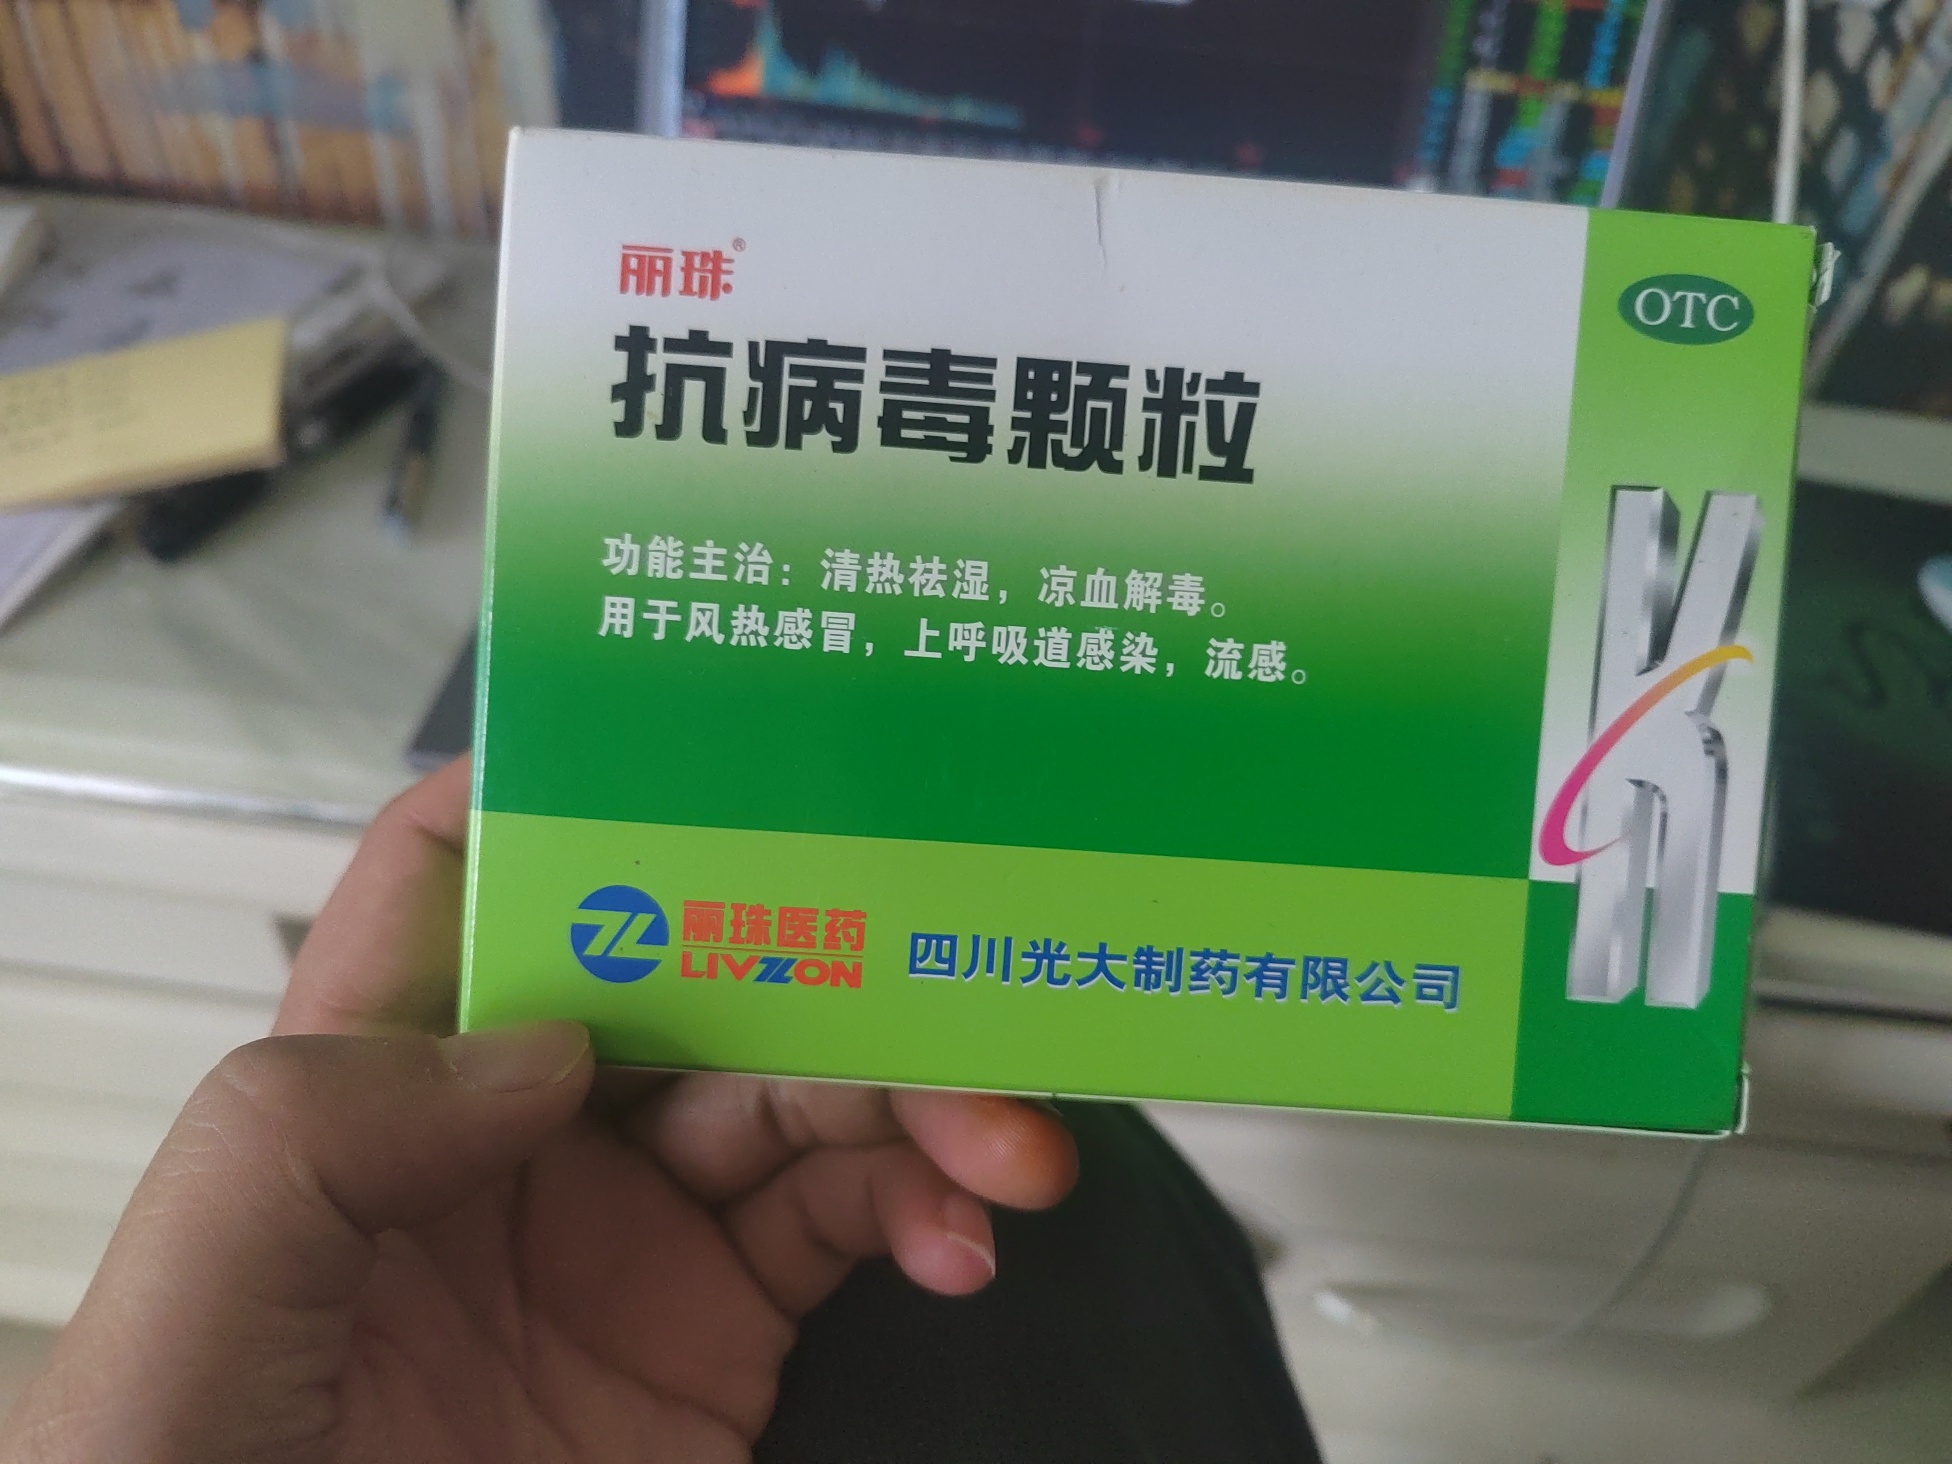 丽珠®
OTC
抗病毒颗粒
功能主治：清热祛湿，凉血解毒。
用于风热感冒，上呼吸道感染，流感。
丽珠医药
LIVZON
四川光大制药有限公司